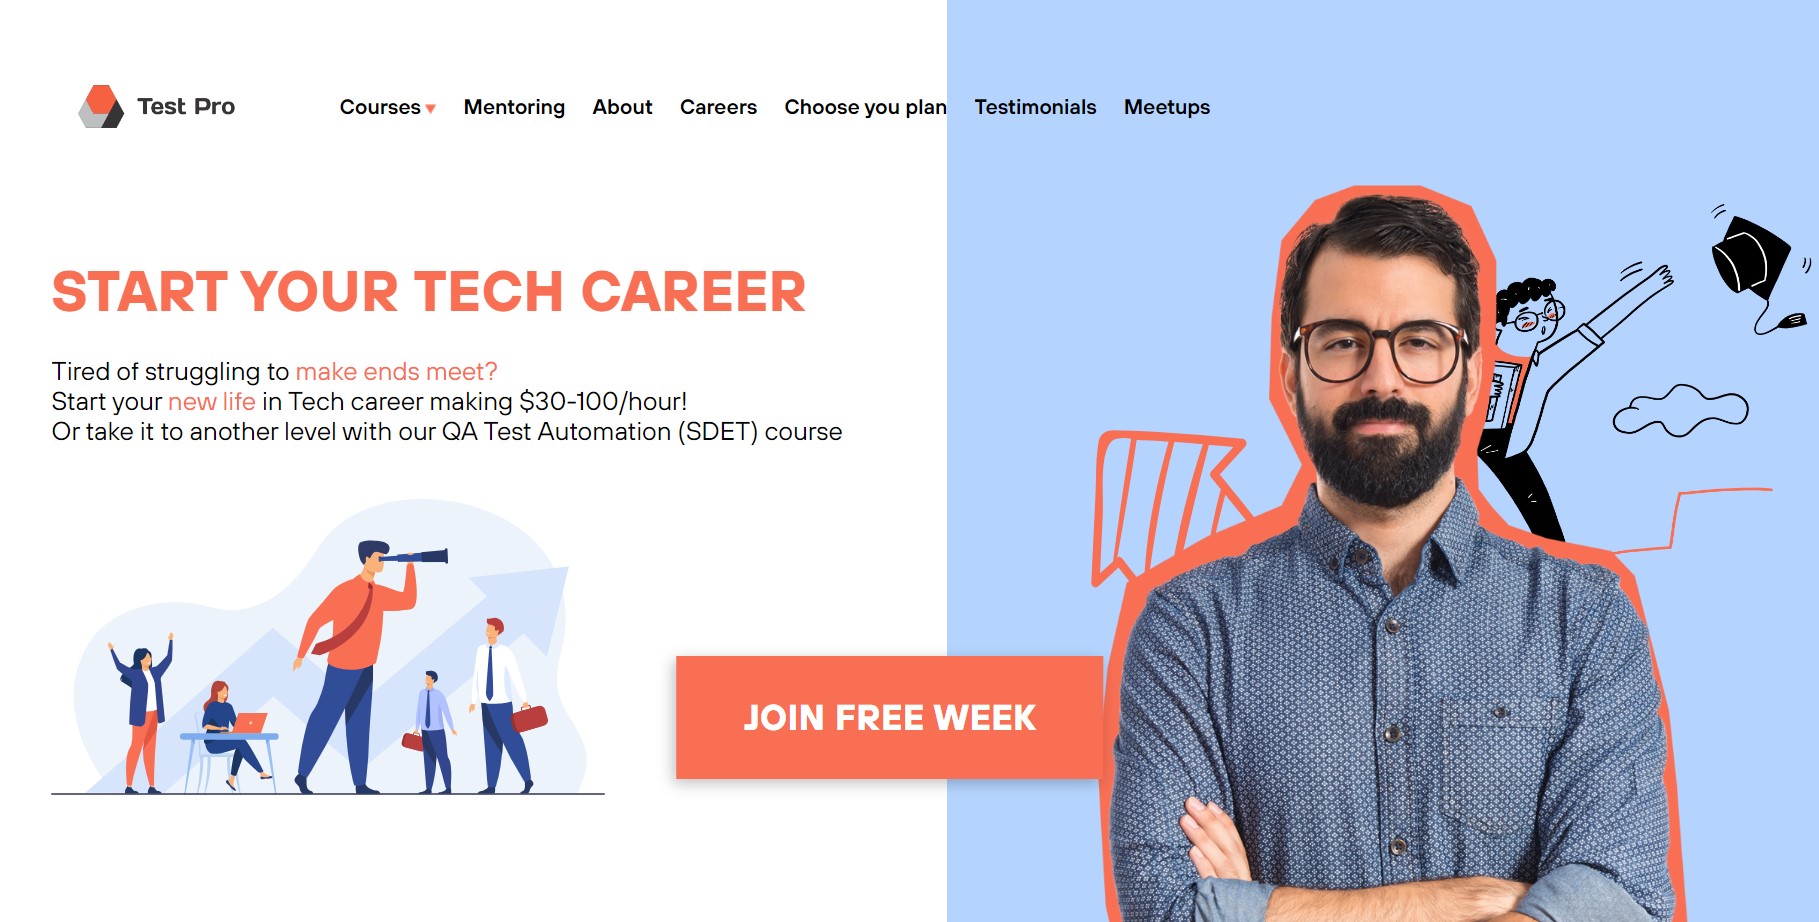 Test Pro
Courses Mentoring About Careers Choose you plan Testimonials Meetups
START YOUR TECH CAREER
Tired of struggling to make ends meet?
Start your new life in Tech career making $30-100/hour!
Or take it to another level with our QA Test Automation (SDET) course
JOIN FREE WEEK